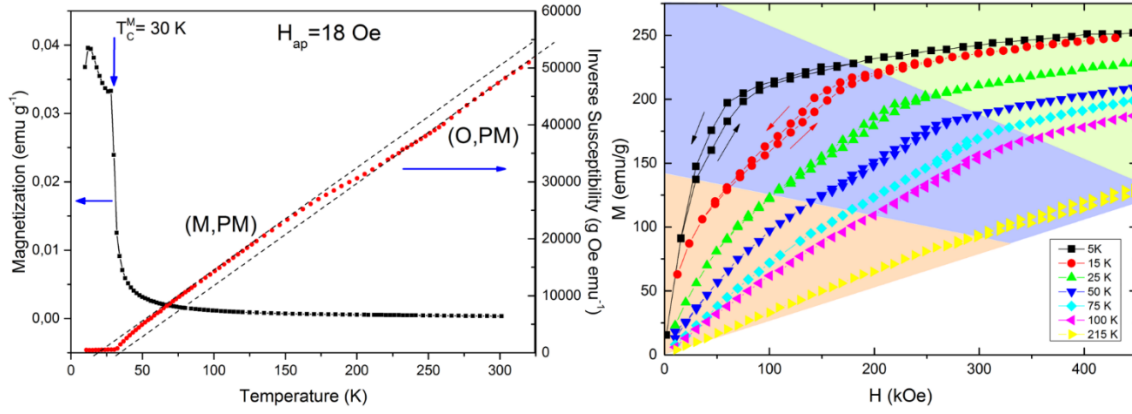 T_C^M= 30 K
H_ap=18 Oe
(O,PM)
(M,PM)
Magnetization (emu g⁻¹)
0,04
0,03
0,02
0,01
0,00
0 50 100 150 200 250 300
Temperature (K)
60000
50000
40000
30000
20000
10000
0
Inverse Susceptibility (g Oe emu⁻¹)
M (emu/g)
250
200
150
100
50
0
0 100 200 300 400
H (kOe)
5K
15 K
25 K
50 K
75 K
100 K
215 K